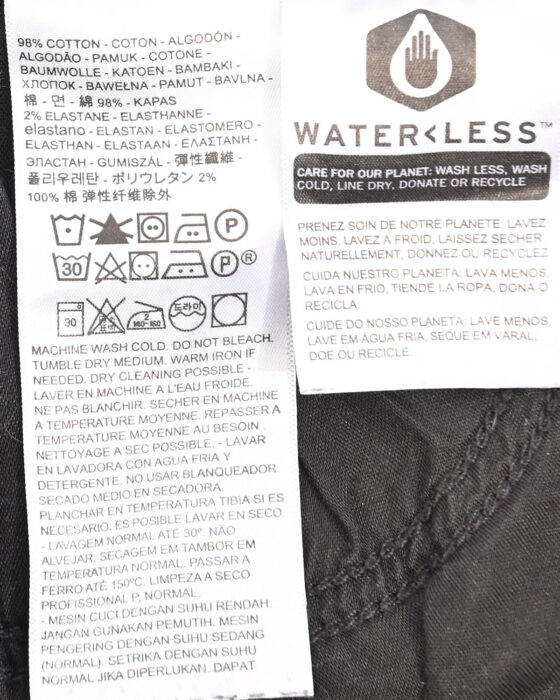 98% COTTON - COTON - ALGODÓN -
ALGODÃO - PAMUK - COTONE -
BAUMWOLLE - KATOEN - BAMBAKI -
ХЛОПОК - BAWEŁNA - PAMUT - BAVLNA -
棉 - 면 - 綿 98% - KAPAS
2% ELASTANE - ELASTHANNE -
elastano - ELASTAN - ELASTOMERO -
ELASTHAN - ELASTAAN - ΕΛΑΣΤΑΝΗ -
ЭЛАСТАН - GUMISZÁL - 彈性纖維 -
폴리우레탄 - ポリウレタン 2%
100% 棉 弹性纤维除外
P
30 P ®
30 2 140-160 드라이
MACHINE WASH COLD. DO NOT BLEACH.
TUMBLE DRY MEDIUM. WARM IRON IF
NEEDED. DRY CLEANING POSSIBLE -
LAVER EN MACHINE A L'EAU FROIDE.
NE PAS BLANCHIR. SECHER EN MACHINE
A TEMPERATURE MOYENNE. REPASSER A
TEMPERATURE MOYENNE AU BESOIN.
NETTOYAGE A SEC POSSIBLE. - LAVAR
EN LAVADORA CON AGUA FRIA Y
DETERGENTE. NO USAR BLANQUEADOR.
SECADO MEDIO EN SECADORA.
PLANCHAR EN TEMPERATURA TIBIA SI ES
NECESARIO. ES POSIBLE LAVAR EN SECO.
- LAVAGEM NORMAL ATÉ 30º. NÃO
ALVEJAR. SECAGEM EM TAMBOR EM
TEMPERATURA NORMAL. PASSAR A
FERRO ATÉ 150ºC. LIMPEZA A SECO
PROFISSIONAL P, NORMAL.
- MESIN CUCI DENGAN SUHU RENDAH.
JANGAN GUNAKAN PEMUTIH. MESIN
PENGERING DENGAN SUHU SEDANG
(NORMAL). SETRIKA DENGAN SUHU
NORMAL JIKA DIPERLUKAN. DAPAT
WATER<LESS™
CARE FOR OUR PLANET: WASH LESS, WASH
COLD, LINE DRY, DONATE OR RECYCLE
PRENEZ SOIN DE NOTRE PLANETE: LAVEZ
MOINS, LAVEZ A FROID, LAISSEZ SECHER
NATURELLEMENT, DONNEZ OU RECYCLEZ
CUIDA NUESTRO PLANETA: LAVA MENOS,
LAVA EN FRIO, TIENDE LA ROPA, DONA O
RECICLA.
CUIDE DO NOSSO PLANETA: LAVE MENOS,
LAVE EM ÁGUA FRIA, SEQUE EM VARAL,
DOE OU RECICLE.